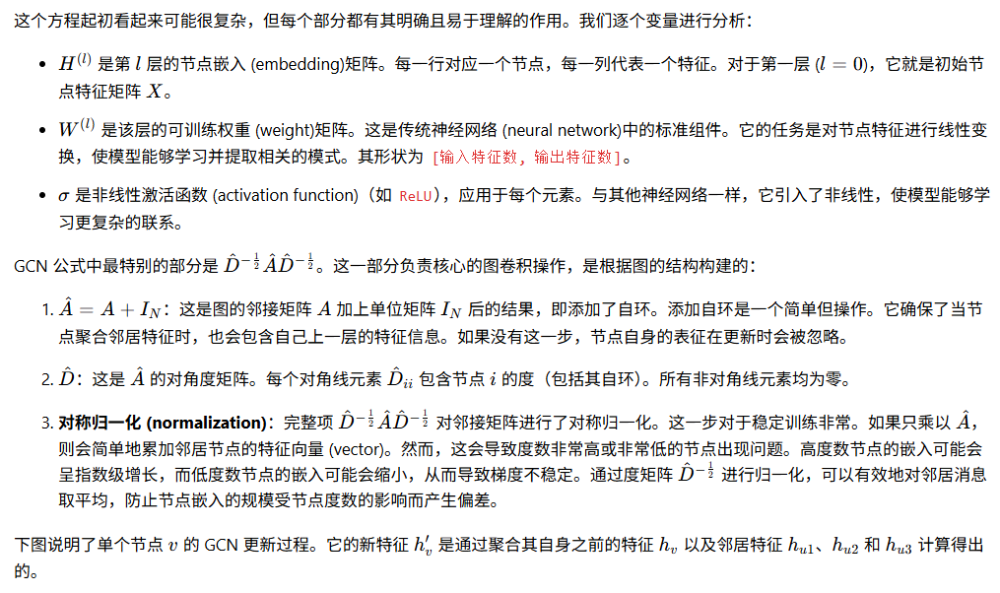 这个方程起初看起来可能很复杂，但每个部分都有其明确且易于理解的作用。我们逐个变量进行分析：
• $H^{(l)}$ 是第 $l$ 层的节点嵌入 (embedding)矩阵。每一行对应一个节点，每一列代表一个特征。对于第一层 ($l = 0$)，它就是初始节
点特征矩阵 $X$。
• $W^{(l)}$ 是该层的可训练权重 (weight)矩阵。这是传统神经网络 (neural network)中的标准组件。它的任务是对节点特征进行线性变
换，使模型能够学习并提取相关的模式。其形状为 [输入特征数, 输出特征数]。
• $\sigma$ 是非线性激活函数 (activation function)（如 ReLU），应用于每个元素。与其他神经网络一样，它引入了非线性，使模型能够学
习更复杂的联系。
GCN 公式中最特别的部分是 $\hat{D}^{-\frac{1}{2}}\hat{A}\hat{D}^{-\frac{1}{2}}$。这一部分负责核心的图卷积操作，是根据图的结构构建的：
1. $\hat{A} = A + I_N$：这是图的邻接矩阵 $A$ 加上单位矩阵 $I_N$ 后的结果，即添加了自环。添加自环是一个简单但操作。它确保了当节
点聚合邻居特征时，也会包含自己上一层的特征信息。如果没有这一步，节点自身的表征在更新时会被忽略。
2. $\hat{D}$：这是 $\hat{A}$ 的对角度矩阵。每个对角线元素 $\hat{D}_{ii}$ 包含节点 $i$ 的度（包括其自环）。所有非对角线元素均为零。
3. 对称归一化 (normalization)：完整项 $\hat{D}^{-\frac{1}{2}}\hat{A}\hat{D}^{-\frac{1}{2}}$ 对邻接矩阵进行了对称归一化。这一步对于稳定训练非常。如果只乘以 $\hat{A}$，
则会简单地累加邻居节点的特征向量 (vector)。然而，这会导致度数非常高或非常低的节点出现问题。高度数节点的嵌入可能会
呈指数级增长，而低度数节点的嵌入可能会缩小，从而导致梯度不稳定。通过度矩阵 $\hat{D}^{-\frac{1}{2}}$ 进行归一化，可以有效地对邻居消息
取平均，防止节点嵌入的规模受节点度数的影响而产生偏差。
下图说明了单个节点 $v$ 的 GCN 更新过程。它的新特征 $h'_v$ 是通过聚合其自身之前的特征 $h_v$ 以及邻居特征 $h_{u1}$、$h_{u2}$ 和 $h_{u3}$ 计算得出
的。